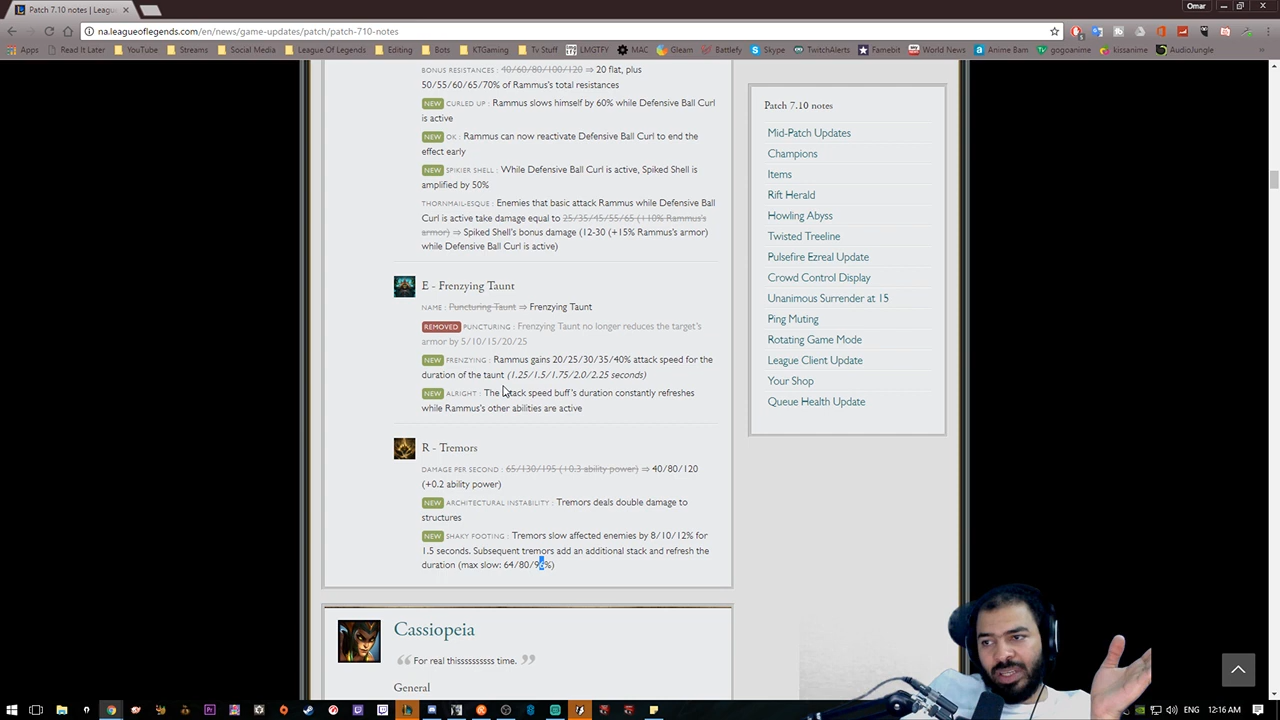 Patch 7.10 notes | Leagu
Omar
na.leagueoflegends.com/en/news/game-updates/patch/patch-710-notes
Apps Read It Later YouTube Streams Social Media League Of Legends Editing Bots KTGaming Tv Stuff LMGTFY MAC Gleam Battlefy Skype TwitchAlerts Famebit World News Anime Bam gogoanime kissanime AudioJungle
BONUS RESISTANCES : 40/60/80/100/120 ⇒ 20 flat, plus
50/55/60/65/70% of Rammus's total resistances
NEW CURLED UP : Rammus slows himself by 60% while Defensive Ball Curl
is active
NEW OK : Rammus can now reactivate Defensive Ball Curl to end the
effect early
NEW SPIKIER SHELL : While Defensive Ball Curl is active, Spiked Shell is
amplified by 50%
THORNMAIL-ESQUE : Enemies that basic attack Rammus while Defensive Ball
Curl is active take damage equal to 25/35/45/55/65 (+10% Rammus's
armor) ⇒ Spiked Shell's bonus damage (12-30 (+15% Rammus's armor)
while Defensive Ball Curl is active)
E - Frenzying Taunt
NAME : Puncturing Taunt ⇒ Frenzying Taunt
REMOVED PUNCTURING : Frenzying Taunt no longer reduces the target's
armor by 5/10/15/20/25
NEW FRENZYING : Rammus gains 20/25/30/35/40% attack speed for the
duration of the taunt (1.25/1.5/1.75/2.0/2.25 seconds)
NEW ALRIGHT : The attack speed buff's duration constantly refreshes
while Rammus's other abilities are active
R - Tremors
DAMAGE PER SECOND : 65/130/195 (+0.3 ability power) ⇒ 40/80/120
(+0.2 ability power)
NEW ARCHITECTURAL INSTABILITY : Tremors deals double damage to
structures
NEW SHAKY FOOTING : Tremors slow affected enemies by 8/10/12% for
1.5 seconds. Subsequent tremors add an additional stack and refresh the
duration (max slow: 64/80/96%)
Cassiopeia
For real thisssssssssss time.
General
Patch 7.10 notes
Mid-Patch Updates
Champions
Items
Rift Herald
Howling Abyss
Twisted Treeline
Pulsefire Ezreal Update
Crowd Control Display
Unanimous Surrender at 15
Ping Muting
Rotating Game Mode
League Client Update
Your Shop
Queue Health Update
ENG 12:16 AM